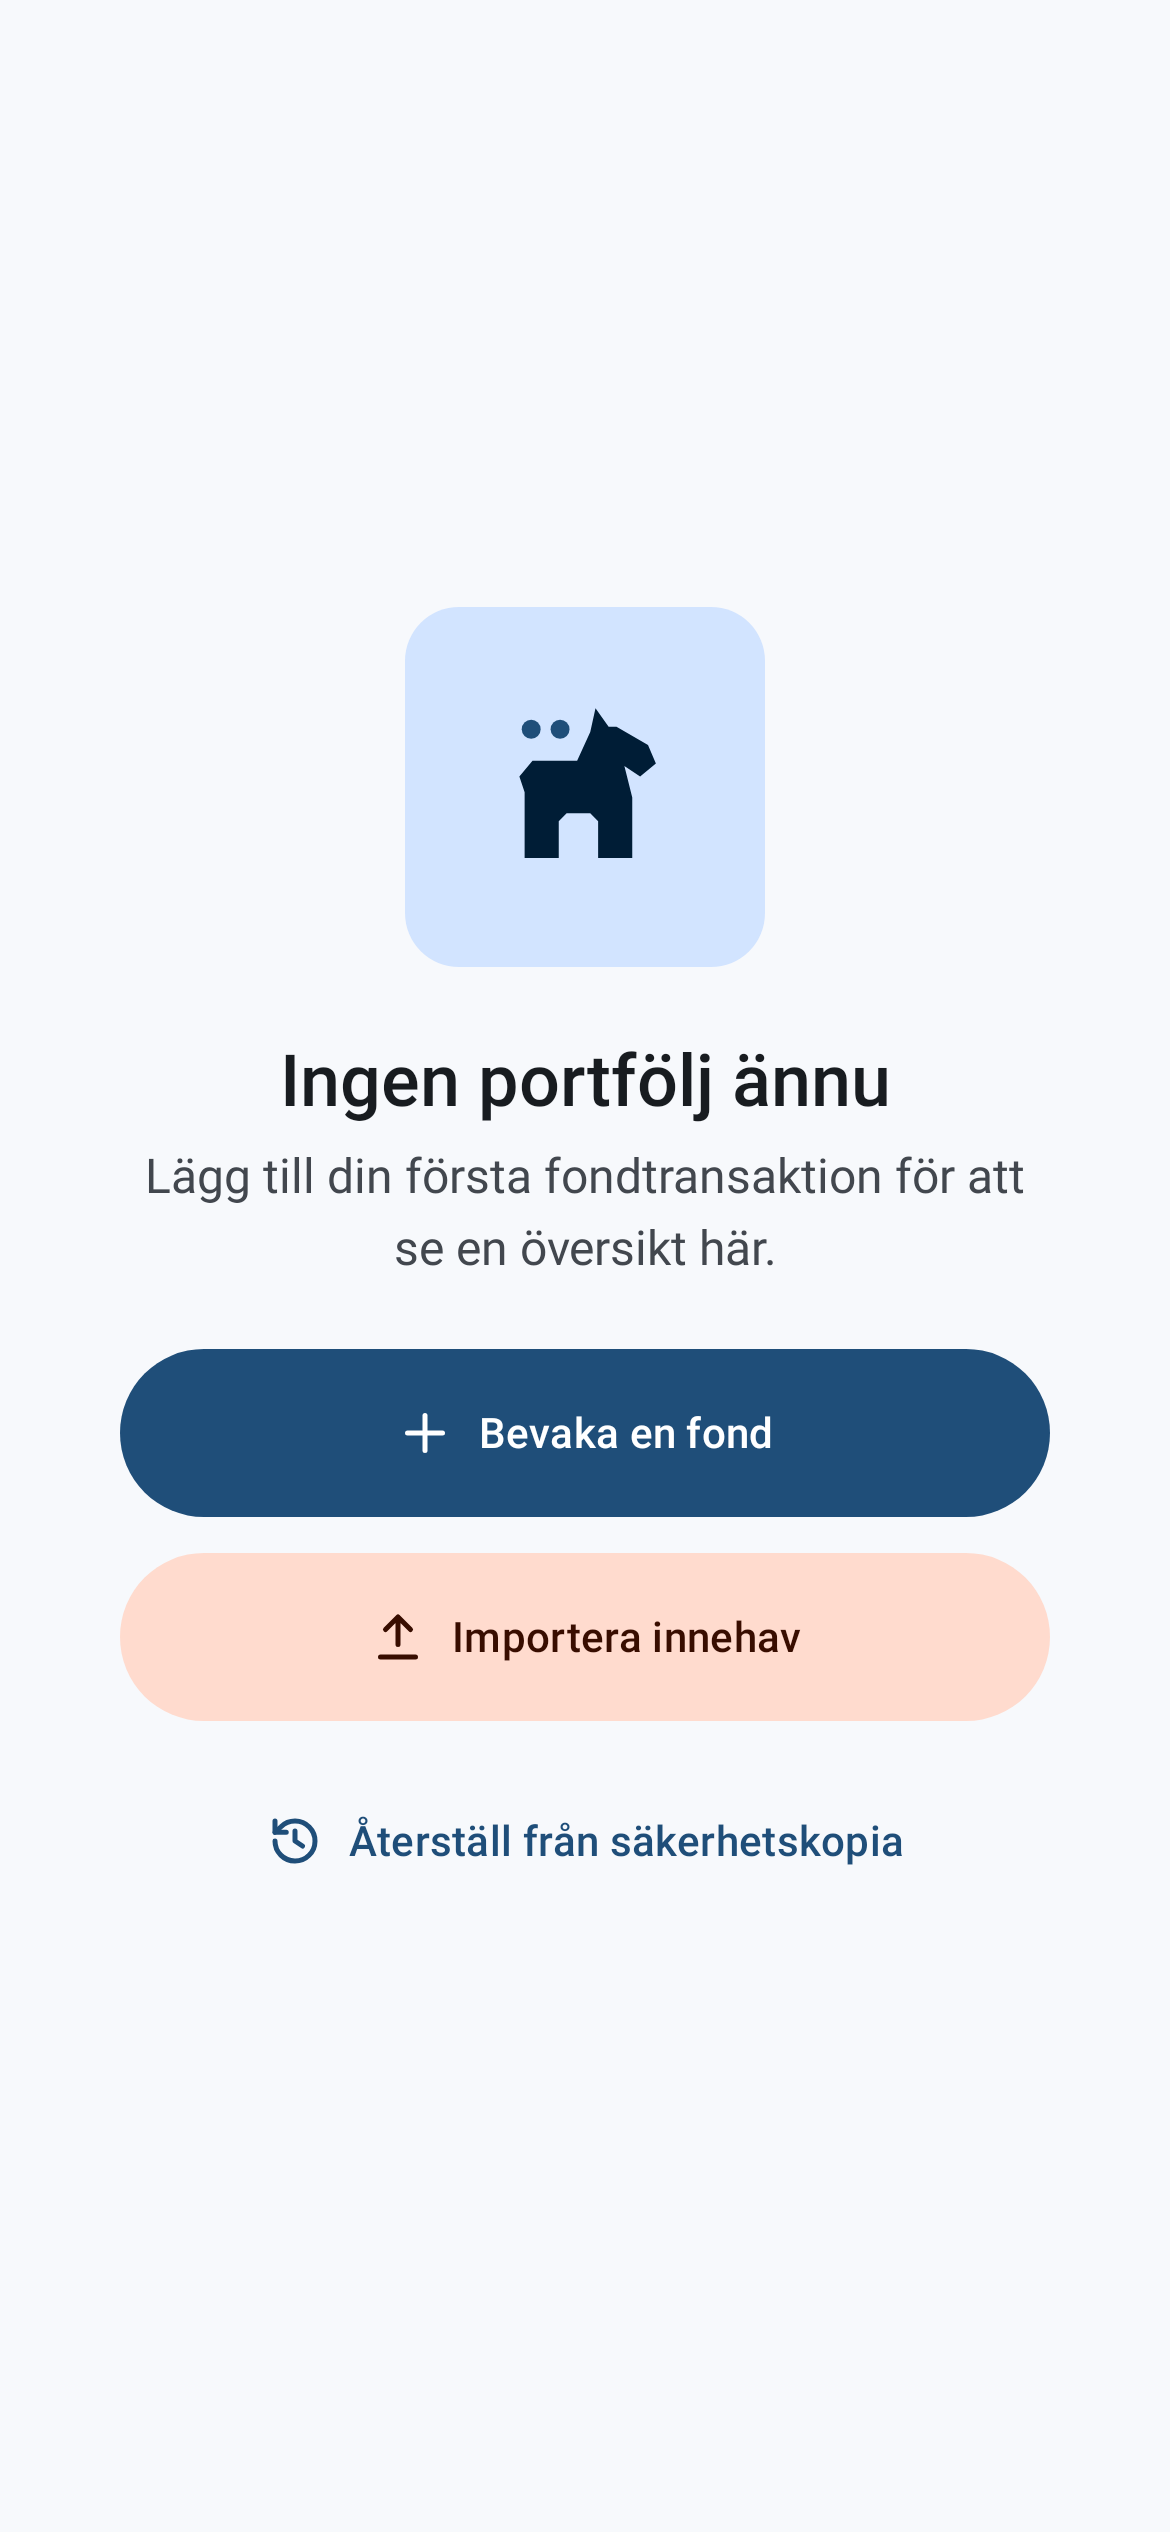 Ingen portfölj ännu
Lägg till din första fondtransaktion för att
se en översikt här.
Bevaka en fond
Importera innehav
Återställ från säkerhetskopia